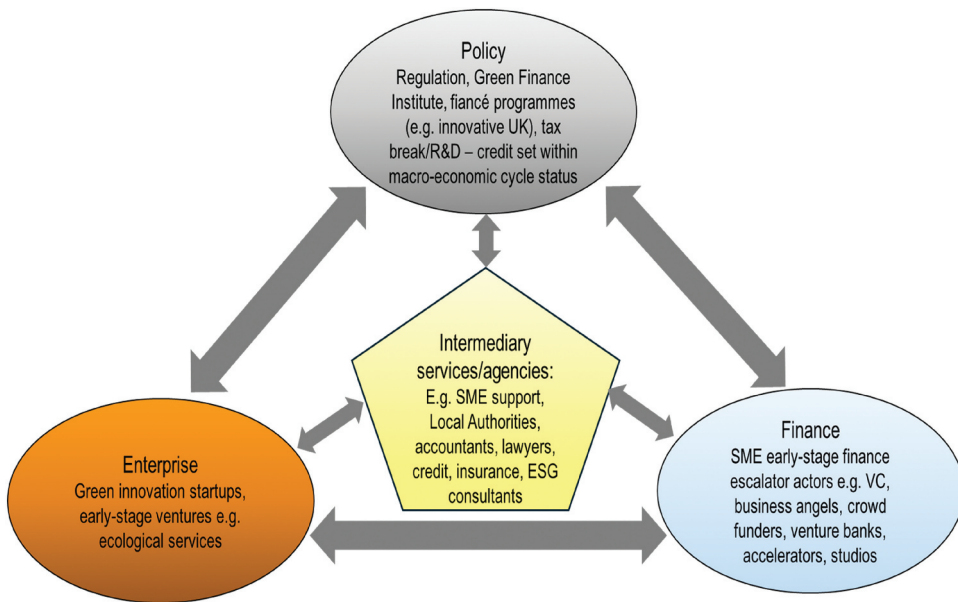 Policy
Regulation, Green Finance
Institute, fiancé programmes
(e.g. innovative UK), tax
break/R&D – credit set within
macro-economic cycle status
Intermediary
services/agencies:
E.g. SME support,
Local Authorities,
accountants, lawyers,
credit, insurance, ESG
consultants
Enterprise
Green innovation startups,
early-stage ventures e.g.
ecological services
Finance
SME early-stage finance
escalator actors e.g. VC,
business angels, crowd
funders, venture banks,
accelerators, studios